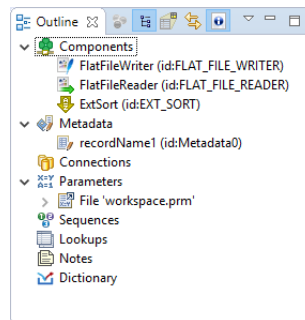 Outline
Components
FlatFileWriter (id:FLAT_FILE_WRITER)
FlatFileReader (id:FLAT_FILE_READER)
ExtSort (id:EXT_SORT)
Metadata
recordName1 (id:Metadata0)
Connections
X=Y
A=1
Parameters
File 'workspace.prm'
Sequences
Lookups
Notes
Dictionary